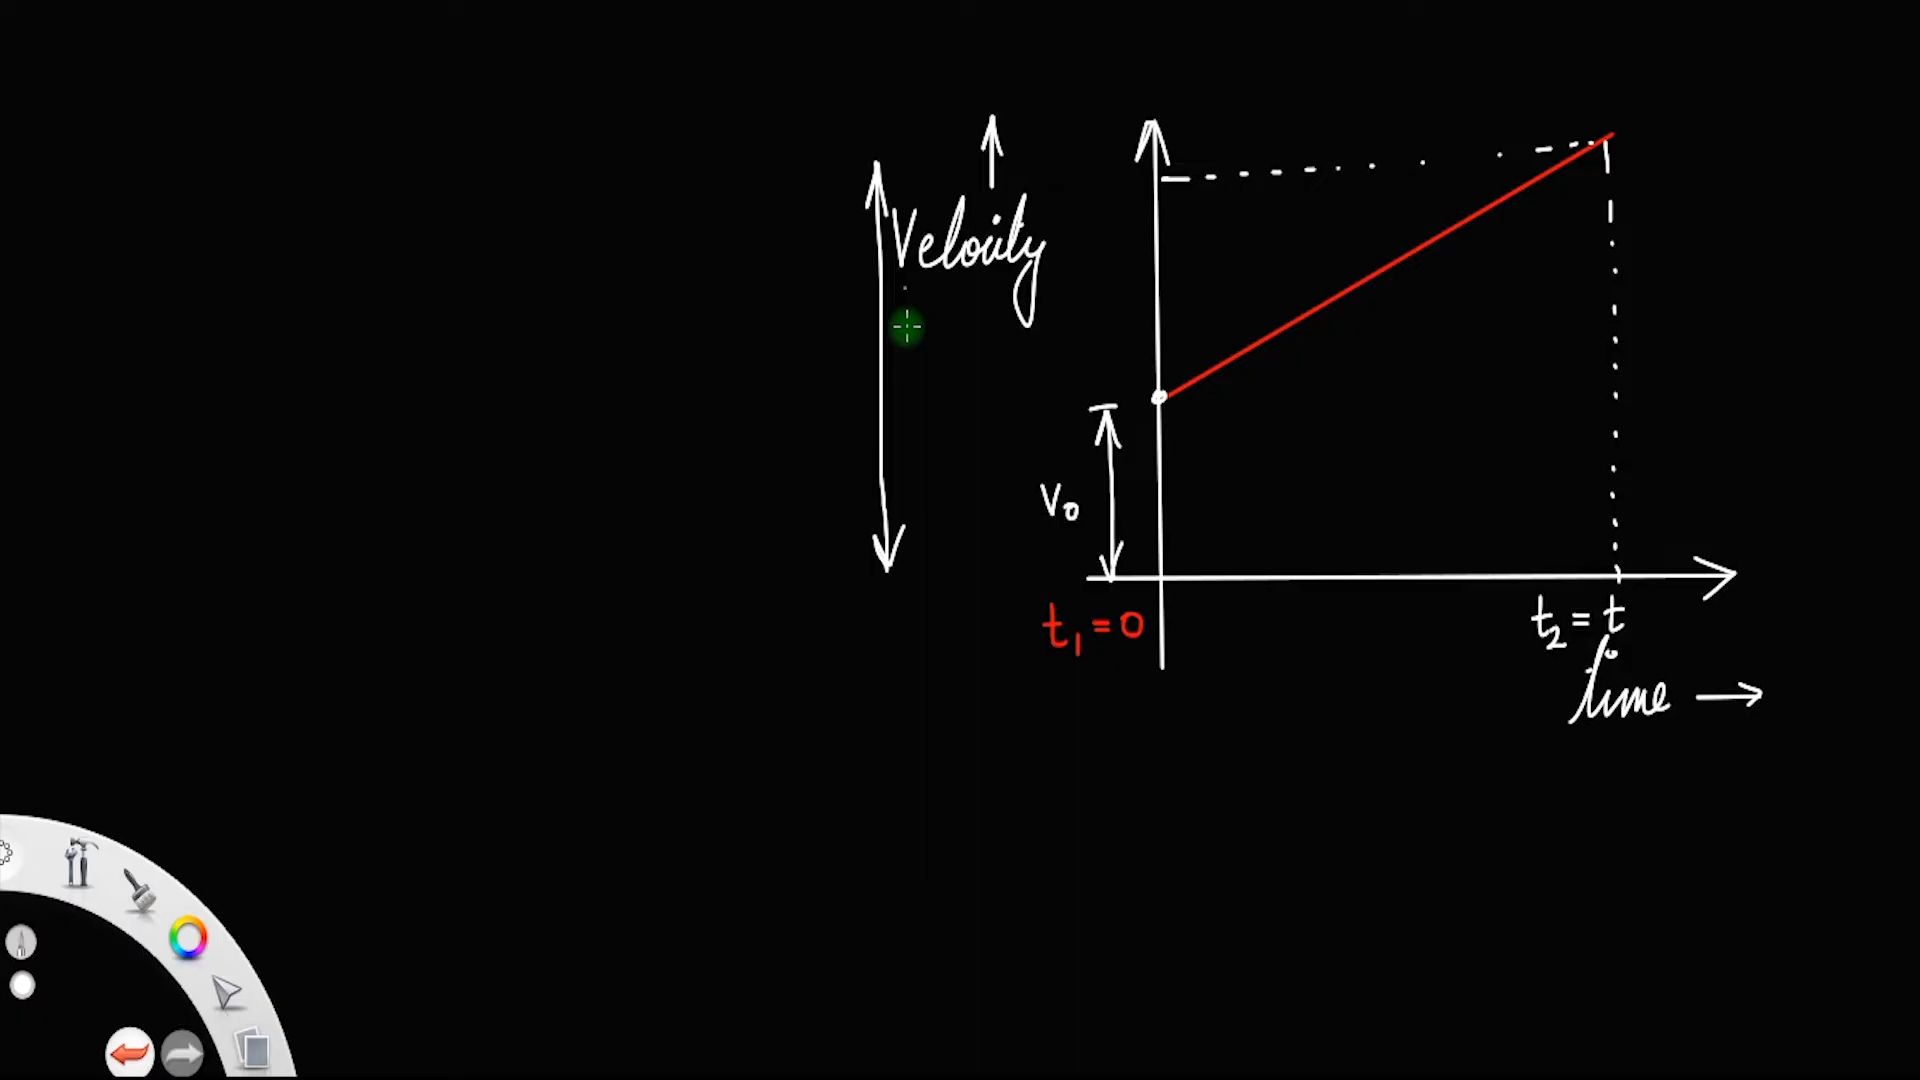 Velocity
v₀
t₁ = 0
t₂ = t
time